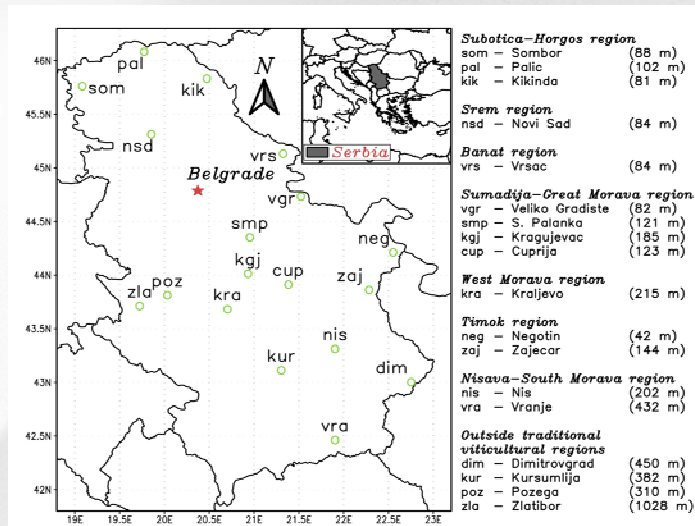 46N
45.5N
45N
44.5N
44N
43.5N
43N
42.5N
42N
19E
19.5E
20E
20.5E
21E
21.5E
22E
22.5E
23E
pal
som
kik
N
nsd
vrs
Belgrade
Serbia
vgr
smp
neg
kgj
cup
zaj
zla
poz
kra
nis
kur
dim
vra
Subotica–Horgos region
som – Sombor (88 m)
pal – Palic (102 m)
kik – Kikinda (81 m)
Srem region
nsd – Novi Sad (84 m)
Banat region
vrs – Vrsac (84 m)
Sumadija–Great Morava region
vgr – Veliko Gradiste (82 m)
smp – S. Palanka (121 m)
kgj – Kragujevac (185 m)
cup – Cuprija (123 m)
West Morava region
kra – Kraljevo (215 m)
Timok region
neg – Negotin (42 m)
zaj – Zajecar (144 m)
Nisava–South Morava region
nis – Nis (202 m)
vra – Vranje (432 m)
Outside traditional
viticultural regions
dim – Dimitrovgrad (450 m)
kur – Kursumlija (382 m)
poz – Pozega (310 m)
zla – Zlatibor (1028 m)